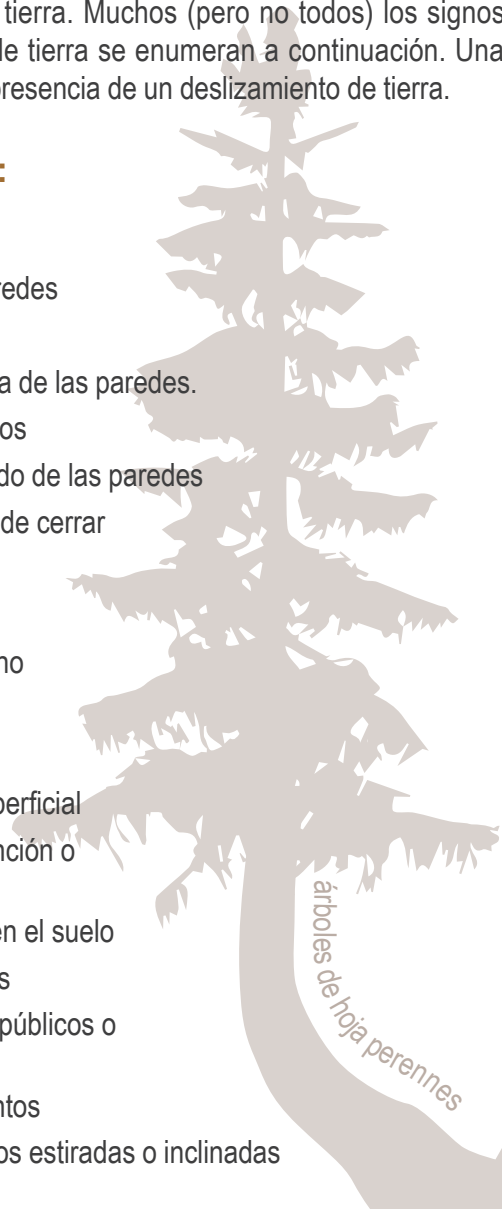 tierra. Muchos (pero no todos) los signos
de tierra se enumeran a continuación. Una
presencia de un deslizamiento de tierra.
:
redes
a de las paredes.
os
do de las paredes
de cerrar
no
perficial
nción o
en el suelo
s
públicos o
ntos
os estiradas o inclinadas
árboles de hoja perennes